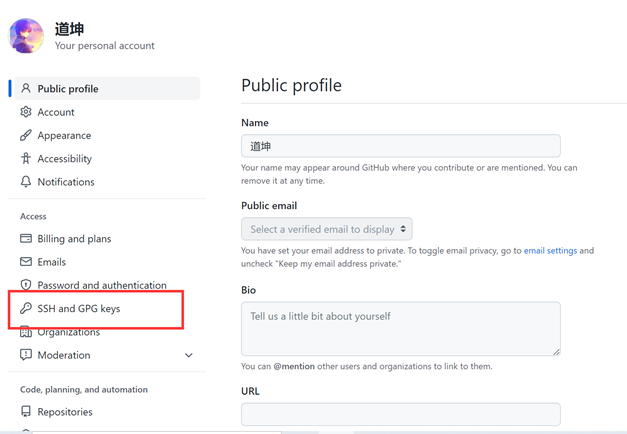 道坤
Your personal account
Public profile
Account
Appearance
Accessibility
Notifications
Access
Billing and plans
Emails
Password and authentication
SSH and GPG keys
Organizations
Moderation
Code, planning, and automation
Repositories
Public profile
Name
道坤
Your name may appear around GitHub where you contribute or are mentioned. You can
remove it at any time.
Public email
Select a verified email to display
You have set your email address to private. To toggle email privacy, go to email settings and
uncheck "Keep my email address private."
Bio
Tell us a little bit about yourself
You can @mention other users and organizations to link to them.
URL